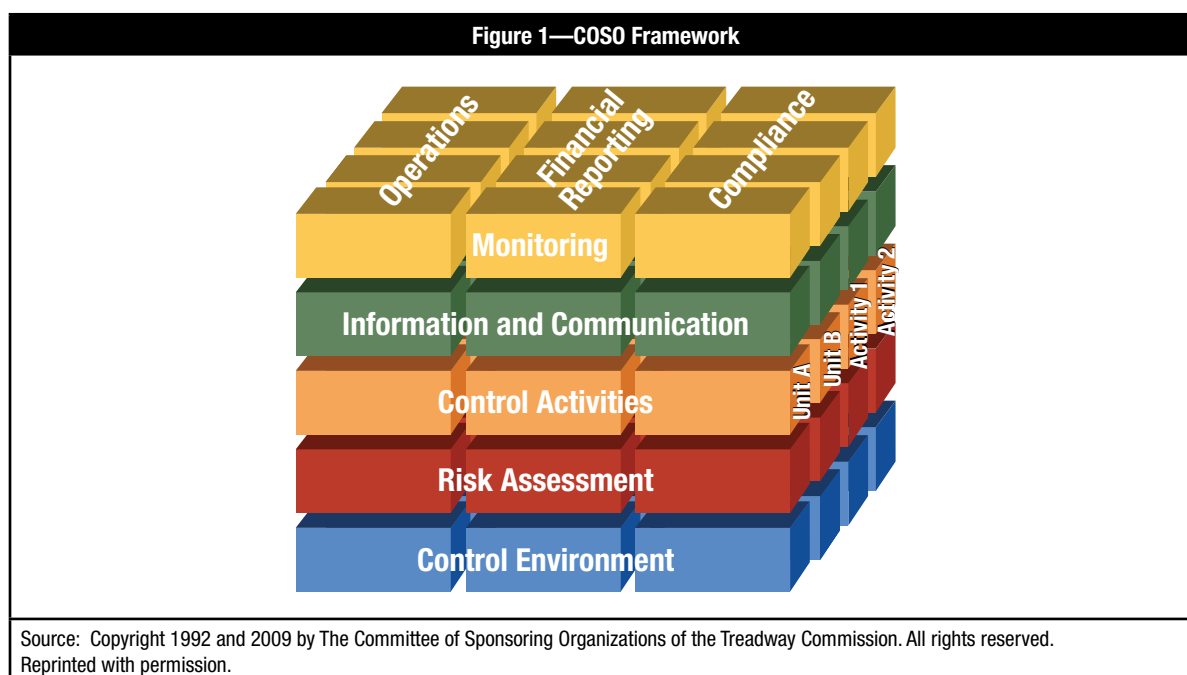 Figure 1—COSO Framework
Operations
Financial
Reporting
Compliance
Monitoring
Information and Communication
Control Activities
Risk Assessment
Control Environment
Unit A
Unit B
Activity 1
Activity 2
Source: Copyright 1992 and 2009 by The Committee of Sponsoring Organizations of the Treadway Commission. All rights reserved.
Reprinted with permission.